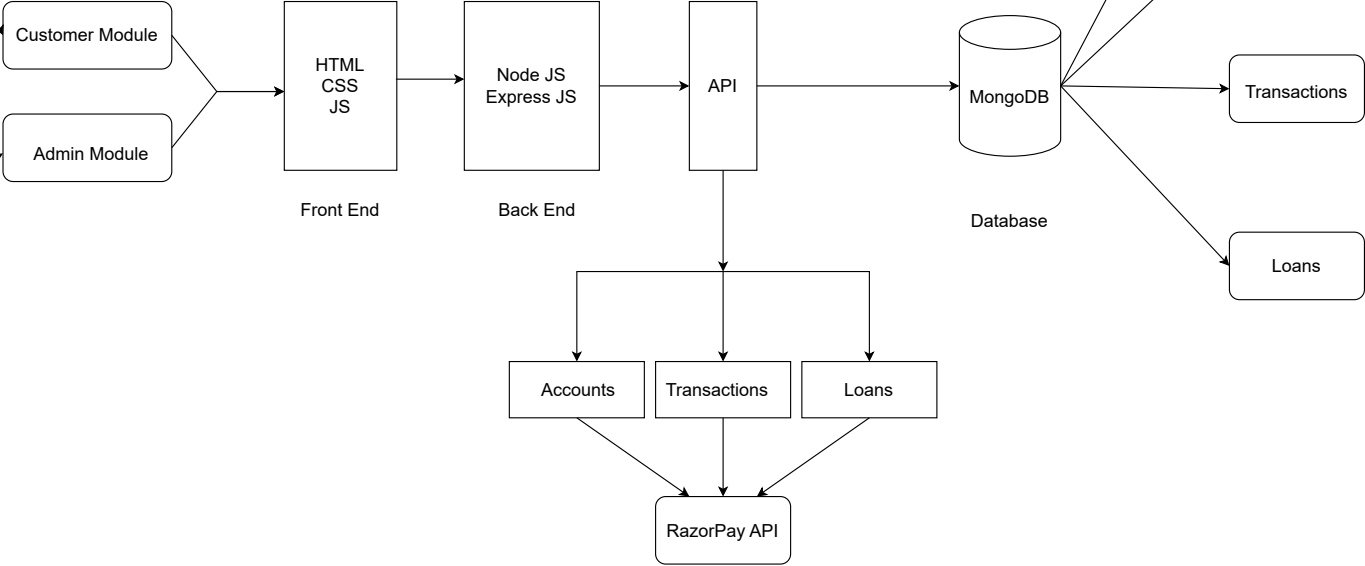 Customer Module
Admin Module
HTML
CSS
JS
Front End
Node JS
Express JS
Back End
API
MongoDB
Database
Transactions
Loans
Accounts
Transactions
Loans
RazorPay API